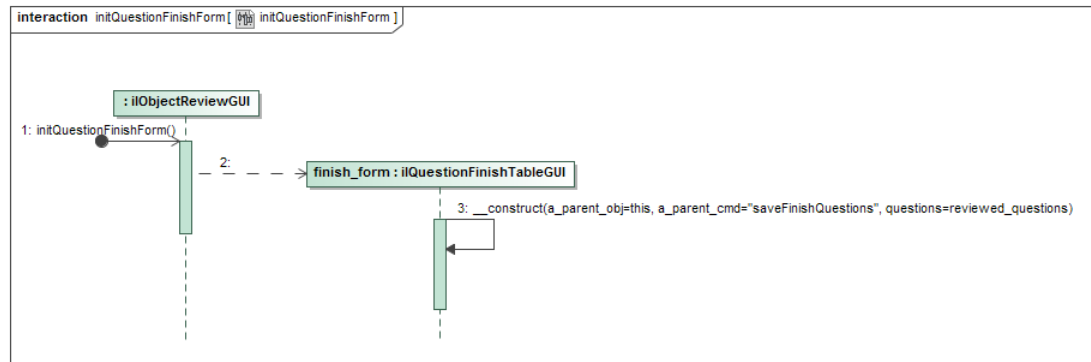 interaction initQuestionFinishForm[ initQuestionFinishForm ]
: ilObjectReviewGUI
1: initQuestionFinishForm()
2:
finish_form : ilQuestionFinishTableGUI
3: __construct(a_parent_obj=this, a_parent_cmd="saveFinishQuestions", questions=reviewed_questions)